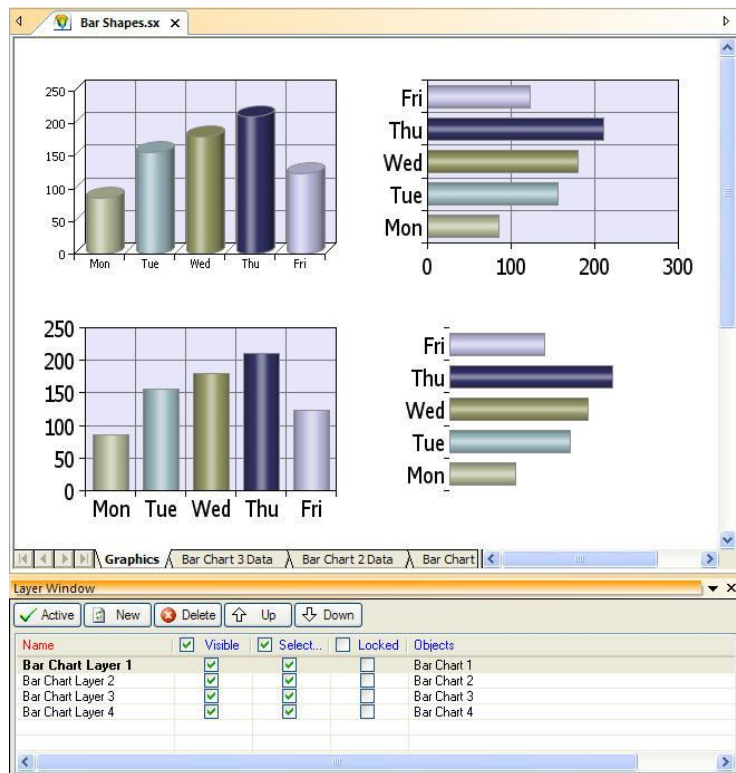 Bar Shapes.sx
250
200
150
100
50
0
Mon Tue Wed Thu Fri
Fri
Thu
Wed
Tue
Mon
0 100 200 300
250
200
150
100
50
0
Mon Tue Wed Thu Fri
Fri
Thu
Wed
Tue
Mon
Graphics Bar Chart 3 Data Bar Chart 2 Data Bar Chart
Layer Window
Active New Delete Up Down
Name Visible Select... Locked Objects
Bar Chart Layer 1 Bar Chart 1
Bar Chart Layer 2 Bar Chart 2
Bar Chart Layer 3 Bar Chart 3
Bar Chart Layer 4 Bar Chart 4